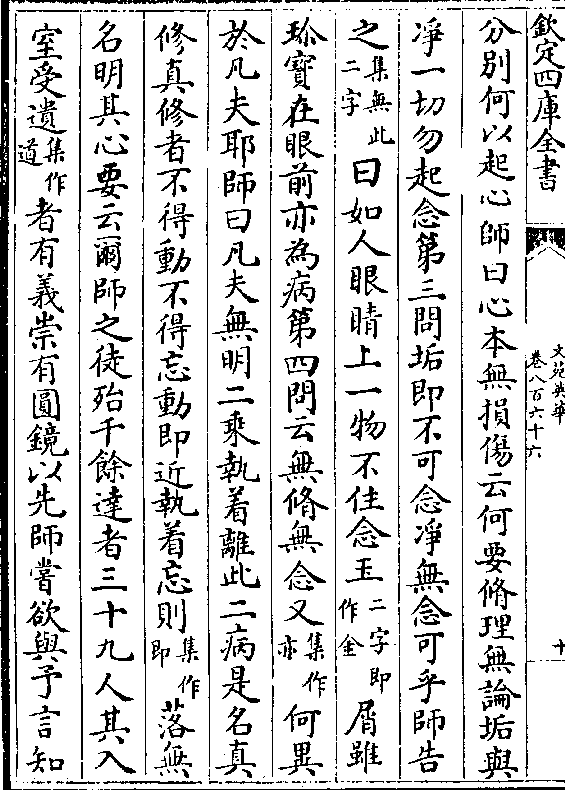 欽定四庫全書
文苑英華
卷八百六十六
十
分別何以起心師曰心本無損傷云何要脩理無論垢與
凈一切勿起念第三問垢即不可念凈無念可乎師告
之集無此二字曰如人眼睛上一物不住念玉二字即作金屑雖
珎寳在眼前亦為病第四問云無脩無念又集作亦何異
於凡夫耶師曰凡夫無明二乘執着離此二病是名真
修真修者不得動不得忘動即近執着忘則集作即落無
名明其心要云爾師之徒殆千餘達者三十九人其入
室受遺集作道者有義崇有圓鏡以先師嘗欲與予言知